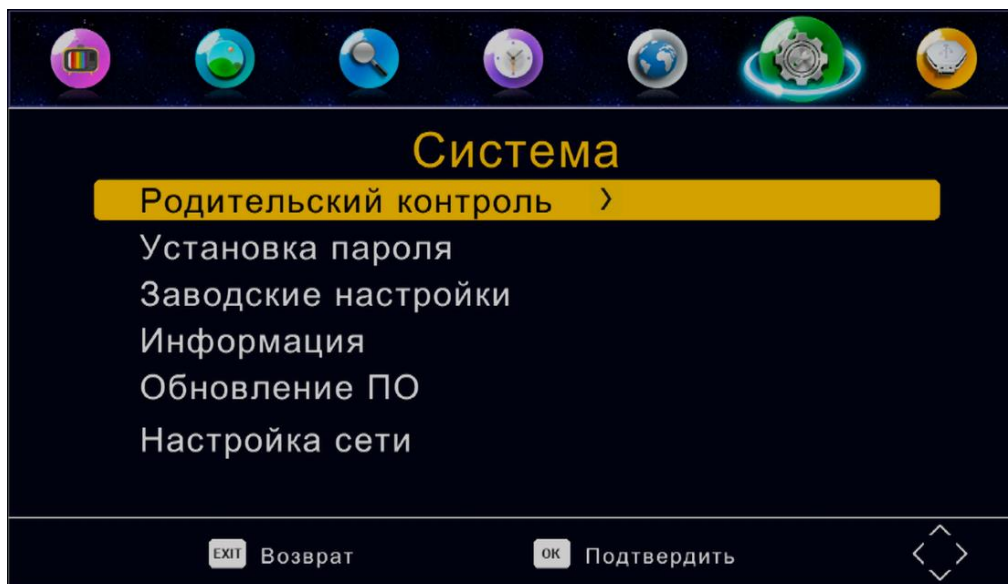 Система
Родительский контроль >
Установка пароля
Заводские настройки
Информация
Обновление ПО
Настройка сети
EXIT Возврат OK Подтвердить